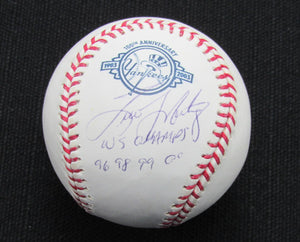 100TH ANNIVERSARY
1903 Yankees 2003
WS CHAMPS
96 98 99 00